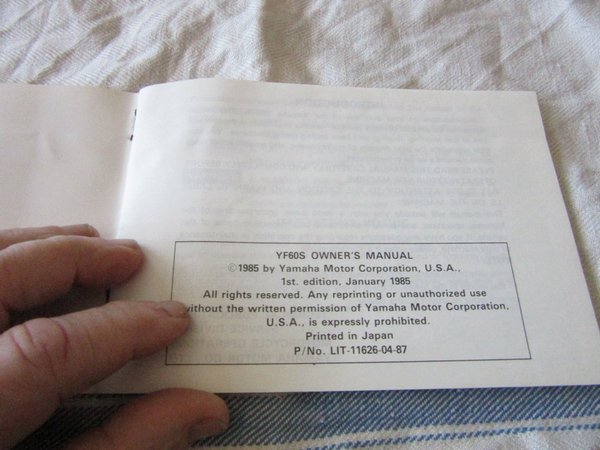 YF60S OWNER'S MANUAL
©1985 by Yamaha Motor Corporation, U.S.A.,
1st. edition, January 1985
All rights reserved. Any reprinting or unauthorized use
without the written permission of Yamaha Motor Corporation,
U.S.A., is expressly prohibited.
Printed in Japan
P/No. LIT-11626-04-87